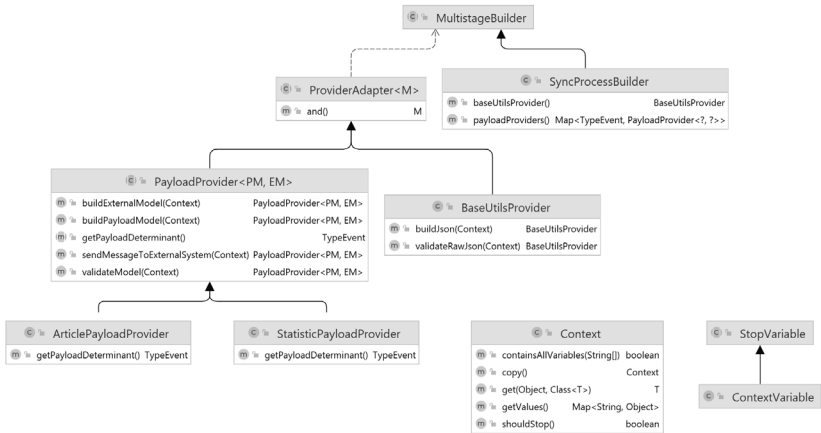 MultistageBuilder
ProviderAdapter<M>
and() M
SyncProcessBuilder
baseUtilsProvider() BaseUtilsProvider
payloadProviders() Map<TypeEvent, PayloadProvider<?, ?>>
PayloadProvider<PM, EM>
buildExternalModel(Context) PayloadProvider<PM, EM>
buildPayloadModel(Context) PayloadProvider<PM, EM>
getPayloadDeterminant() TypeEvent
sendMessageToExternalSystem(Context) PayloadProvider<PM, EM>
validateModel(Context) PayloadProvider<PM, EM>
BaseUtilsProvider
buildJson(Context) BaseUtilsProvider
validateRawJson(Context) BaseUtilsProvider
ArticlePayloadProvider
getPayloadDeterminant() TypeEvent
StatisticPayloadProvider
getPayloadDeterminant() TypeEvent
Context
containsAllVariables(String[]) boolean
copy() Context
get(Object, Class<T>) T
getValues() Map<String, Object>
shouldStop() boolean
StopVariable
ContextVariable